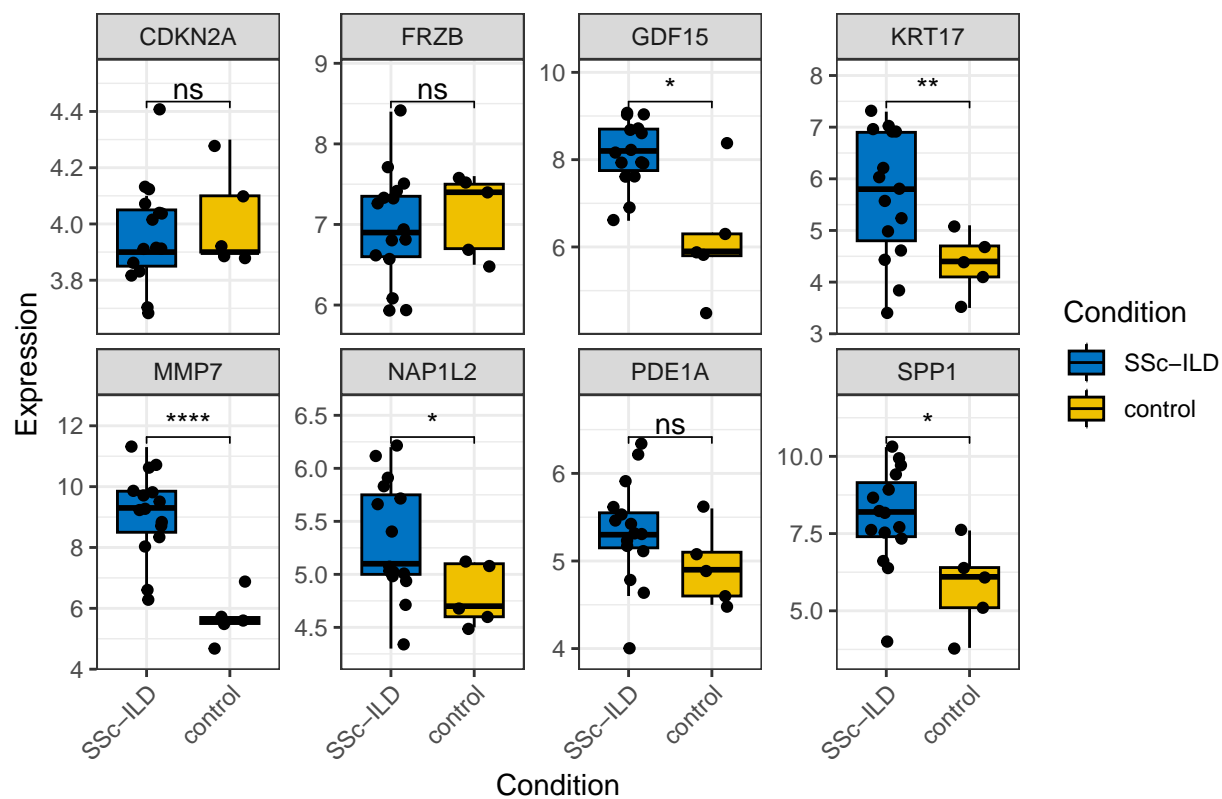 CDKN2A FRZB GDF15 KRT17
ns ns * **
4.4 4.2 4.0 3.8
9 8 7 6
10 8 6
8 7 6 5 4 3
MMP7 NAP1L2 PDE1A SPP1
**** * ns *
12 10 8 6 4
6.5 6.0 5.5 5.0 4.5
6 5 4
10.0 7.5 5.0
SSc−ILD control SSc−ILD control SSc−ILD control SSc−ILD control
Condition
Expression
Condition
SSc−ILD
control